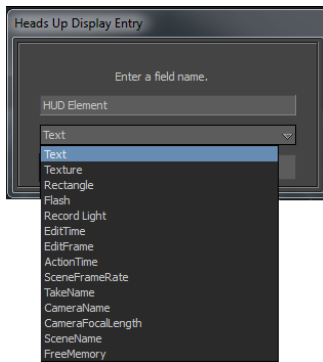 Heads Up Display Entry
Enter a field name.
HUD Element
Text
Text
Texture
Rectangle
Flash
Record Light
EditTime
EditFrame
ActionTime
SceneFrameRate
TakeName
CameraName
CameraFocalLength
SceneName
FreeMemory